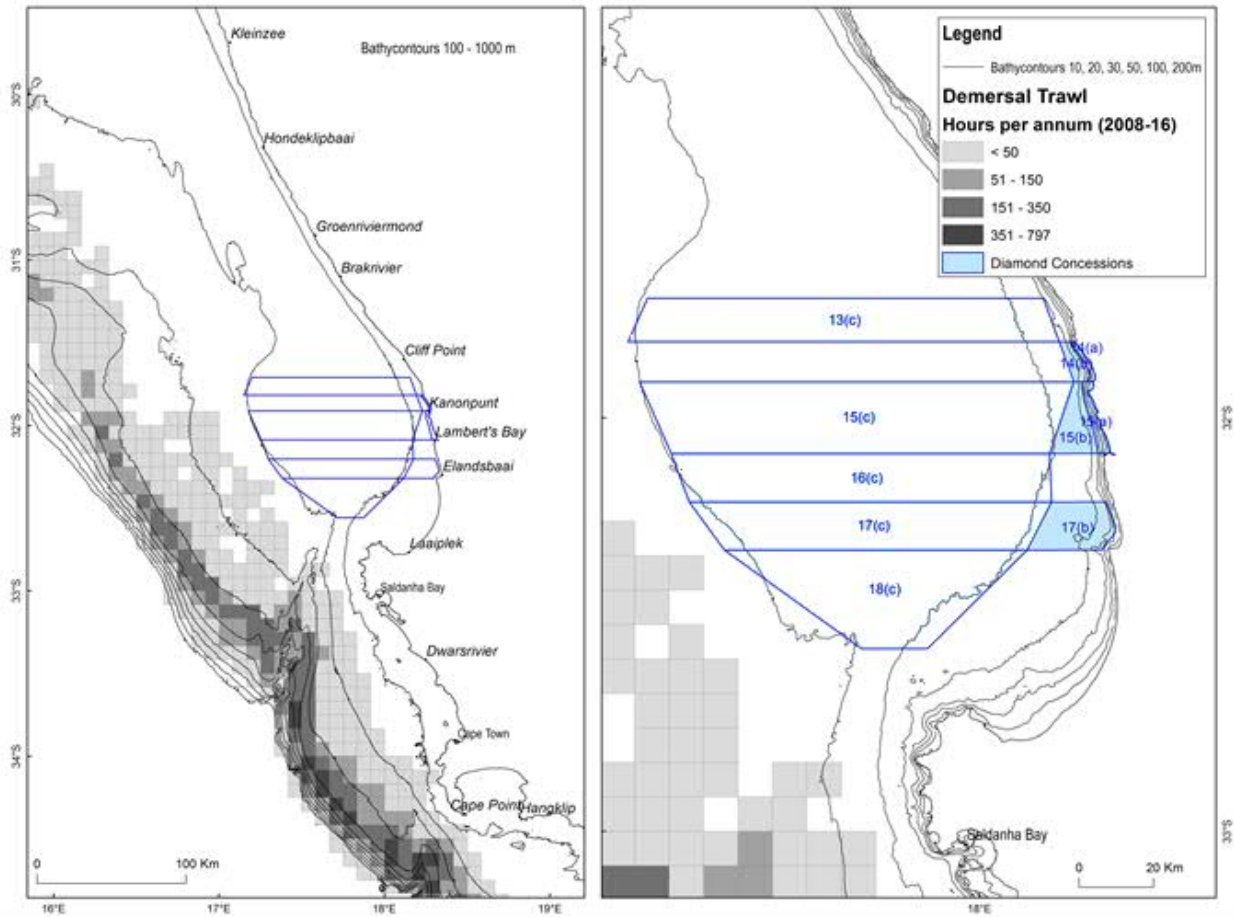 Kleinzee
Bathycontours 100 - 1000 m
30°S
Hondeklipbaai
Groenriviermond
31°S
Brakrivier
Cliff Point
Kanonpunt
32°S
Lambert's Bay
Elandsbaai
Laaiplek
Saldanha Bay
33°S
Dwarsrivier
Cape Town
34°S
Cape Point
Hangklip
0 100 Km
16°E 17°E 18°E 19°E
Legend
Bathycontours 10, 20, 30, 50, 100, 200m
Demersal Trawl
Hours per annum (2008-16)
< 50
51 - 150
151 - 350
351 - 797
Diamond Concessions
13(c)
14(a)
15(c)
32°S
15(a)
15(b)
16(c)
17(c)
17(b)
18(c)
33°S
Saldanha Bay
0 20 Km
18°E